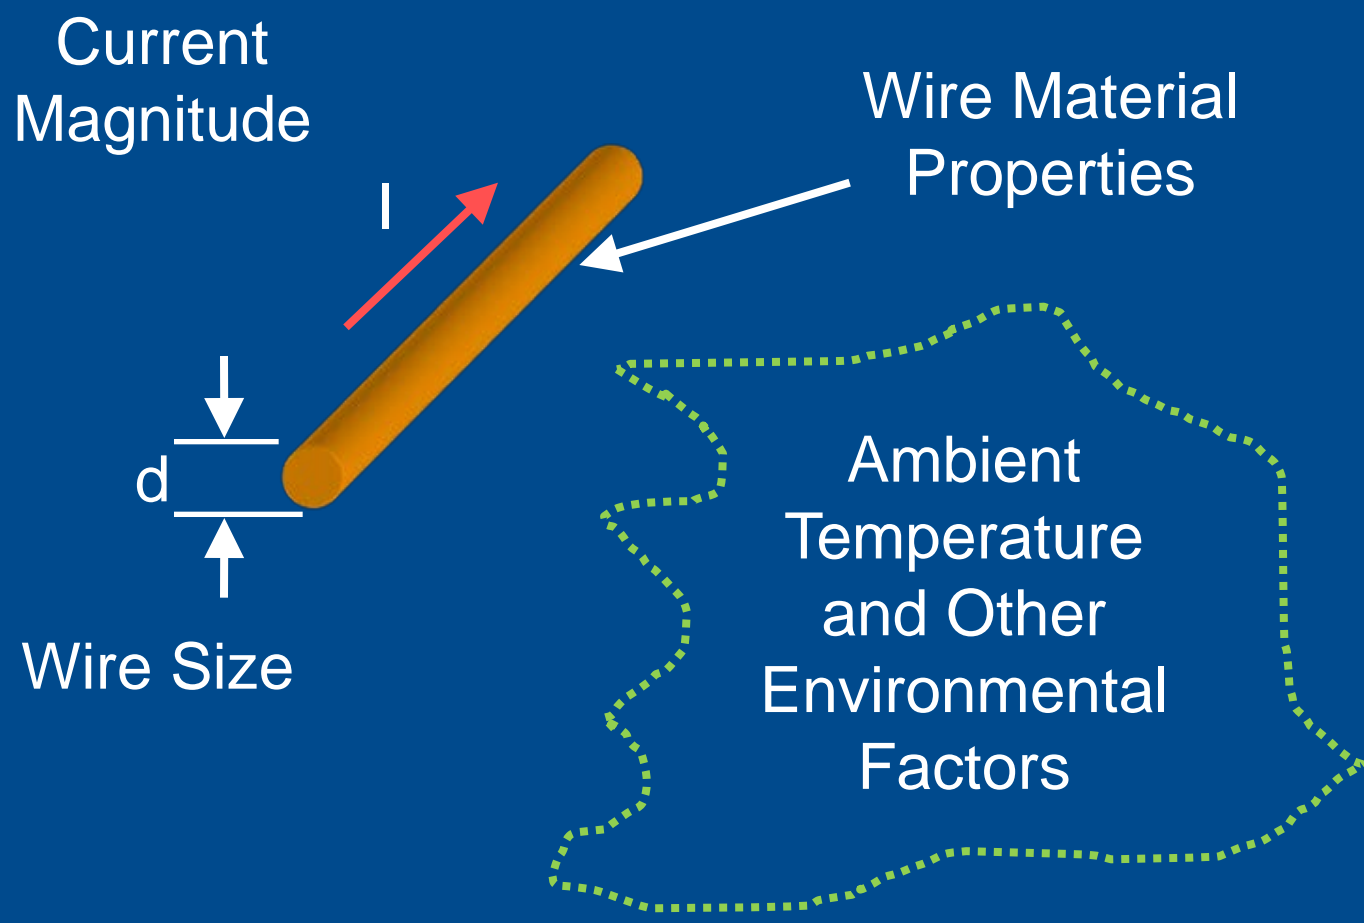 Current
Magnitude
Wire Material
Properties
I
d
Wire Size
Ambient
Temperature
and Other
Environmental
Factors